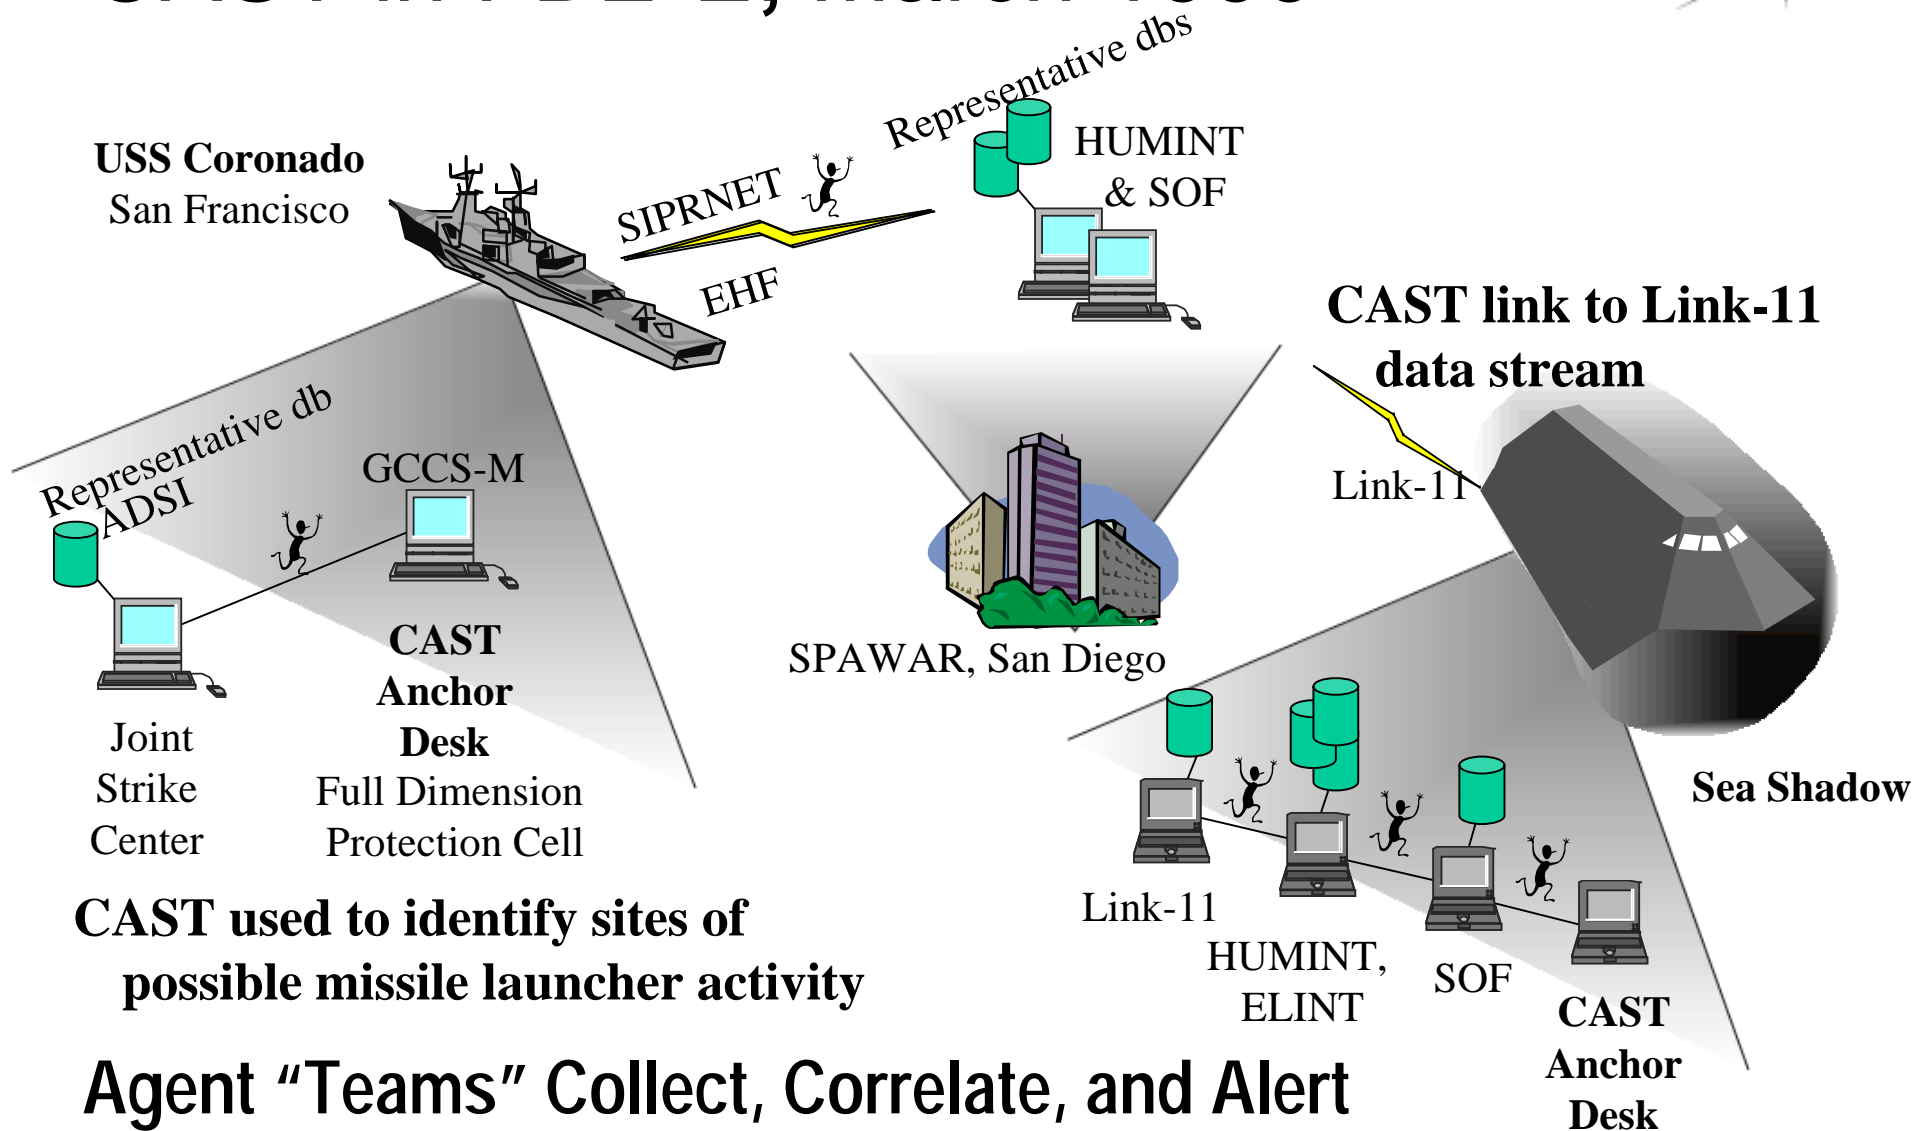 Representative dbs
USS Coronado
San Francisco
SIPRNET
EHF
HUMINT
& SOF
CAST link to Link-11
data stream
Link-11
Representative db
ADSI
GCCS-M
CAST
Anchor
Desk
Full Dimension
Protection Cell
Joint
Strike
Center
SPAWAR, San Diego
Sea Shadow
Link-11
HUMINT,
ELINT
SOF
CAST
Anchor
Desk
CAST used to identify sites of
possible missile launcher activity
Agent “Teams” Collect, Correlate, and Alert